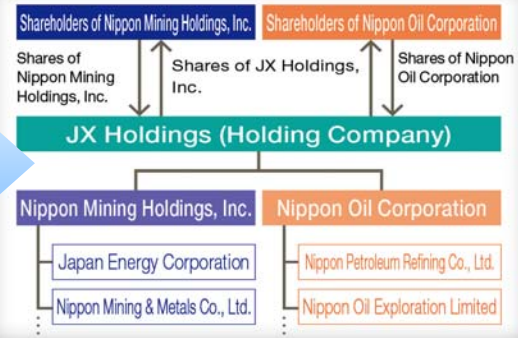 Shareholders of Nippon Mining Holdings, Inc.
Shareholders of Nippon Oil Corporation
Shares of
Nippon Mining
Holdings, Inc.
Shares of JX Holdings,
Inc.
Shares of Nippon
Oil Corporation
JX Holdings (Holding Company)
Nippon Mining Holdings, Inc.
Nippon Oil Corporation
Japan Energy Corporation
Nippon Petroleum Refining Co., Ltd.
Nippon Mining & Metals Co., Ltd.
Nippon Oil Exploration Limited